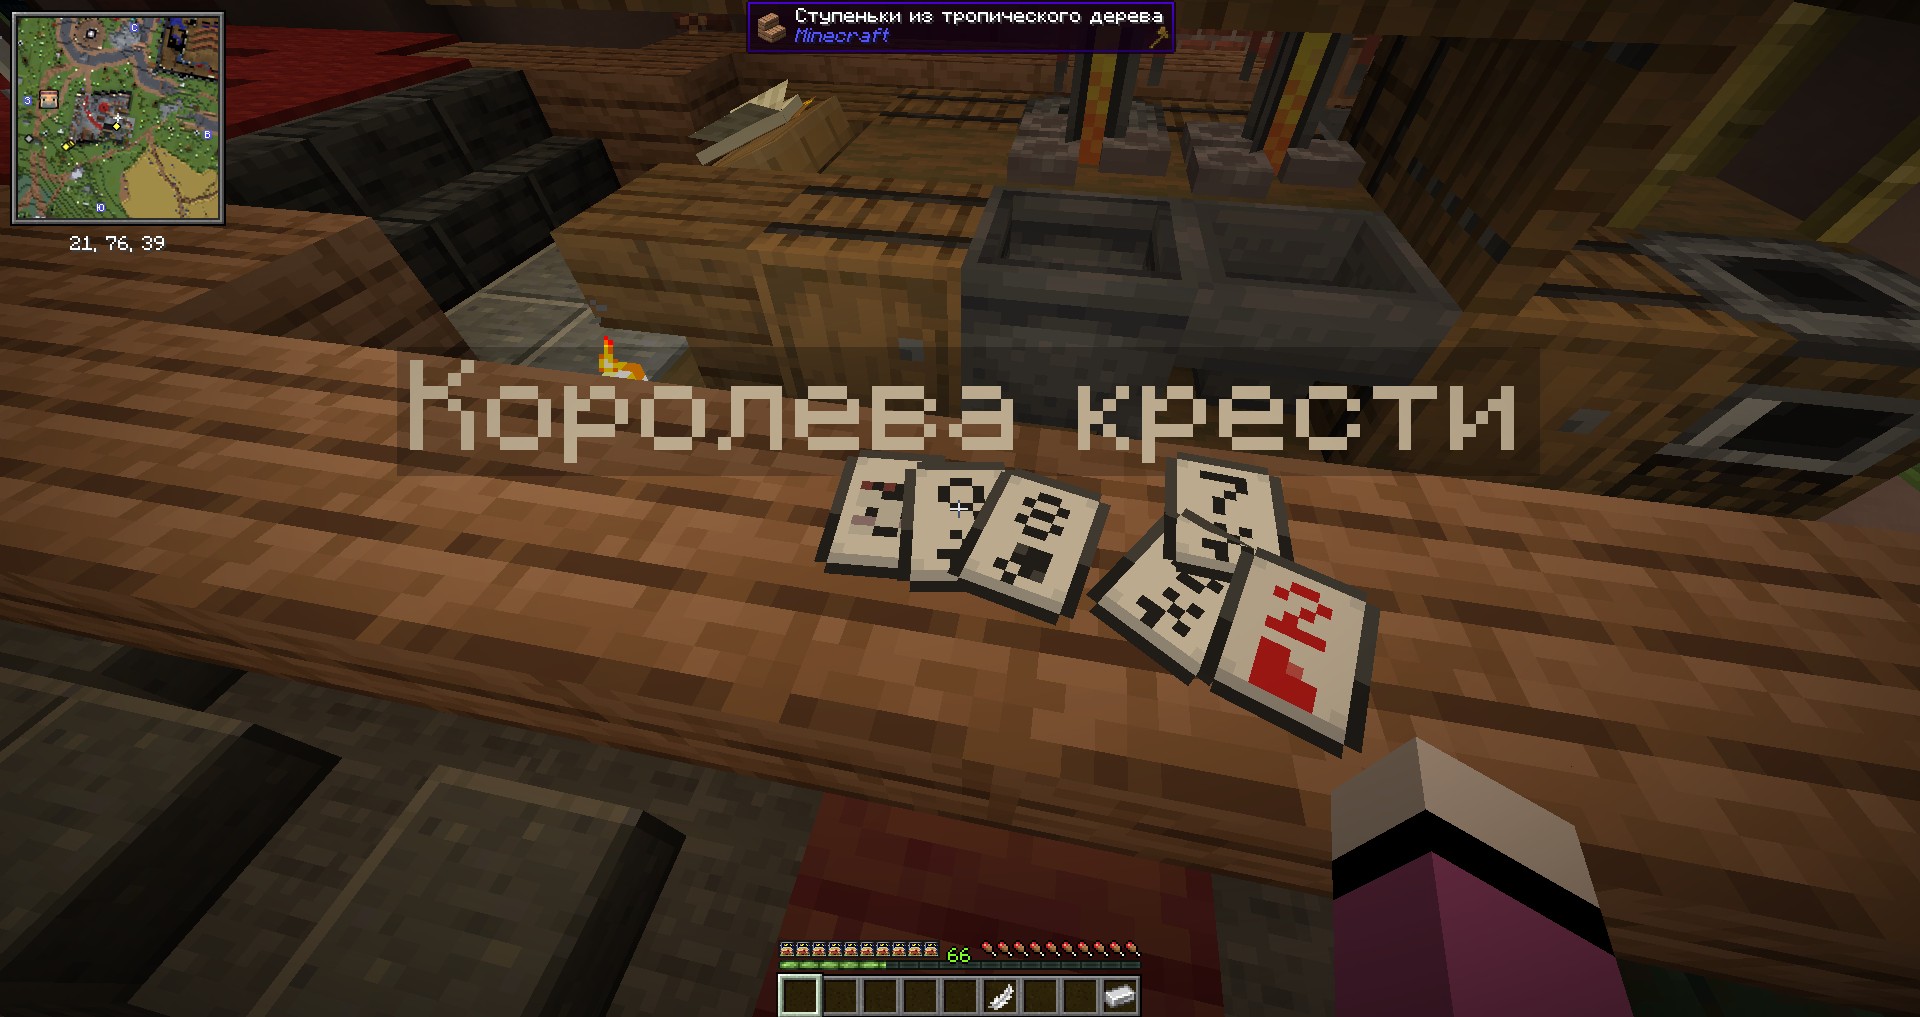 Ступеньки из тропического дерева
Minecraft
С
З
В
Ю
21, 76, 39
Королева крести
66